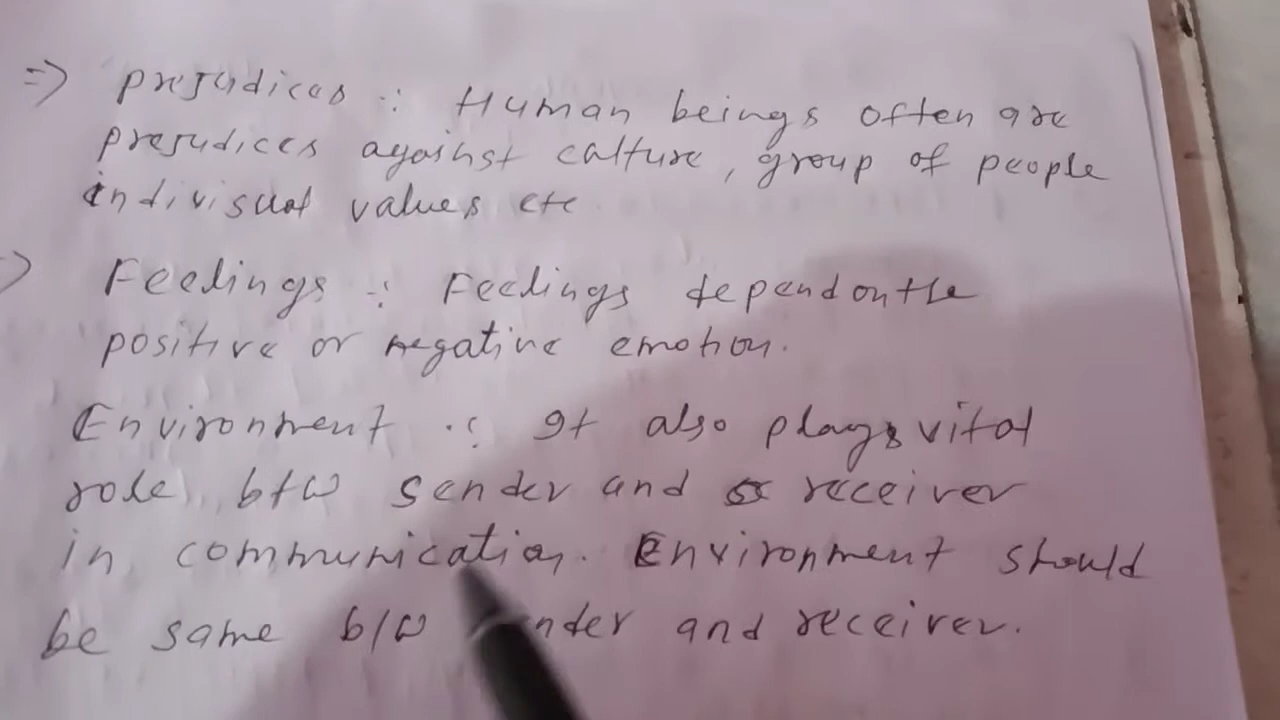 => prejudices :- Human beings often are
prejudices against culture, group of people
indivisual values etc.
=> Feelings :- Feelings depend on the
positive or negative emotion.
Environment :- It also plays vital
role b/w sender and receiver
in communication. Environment should
be same b/w sender and receiver.